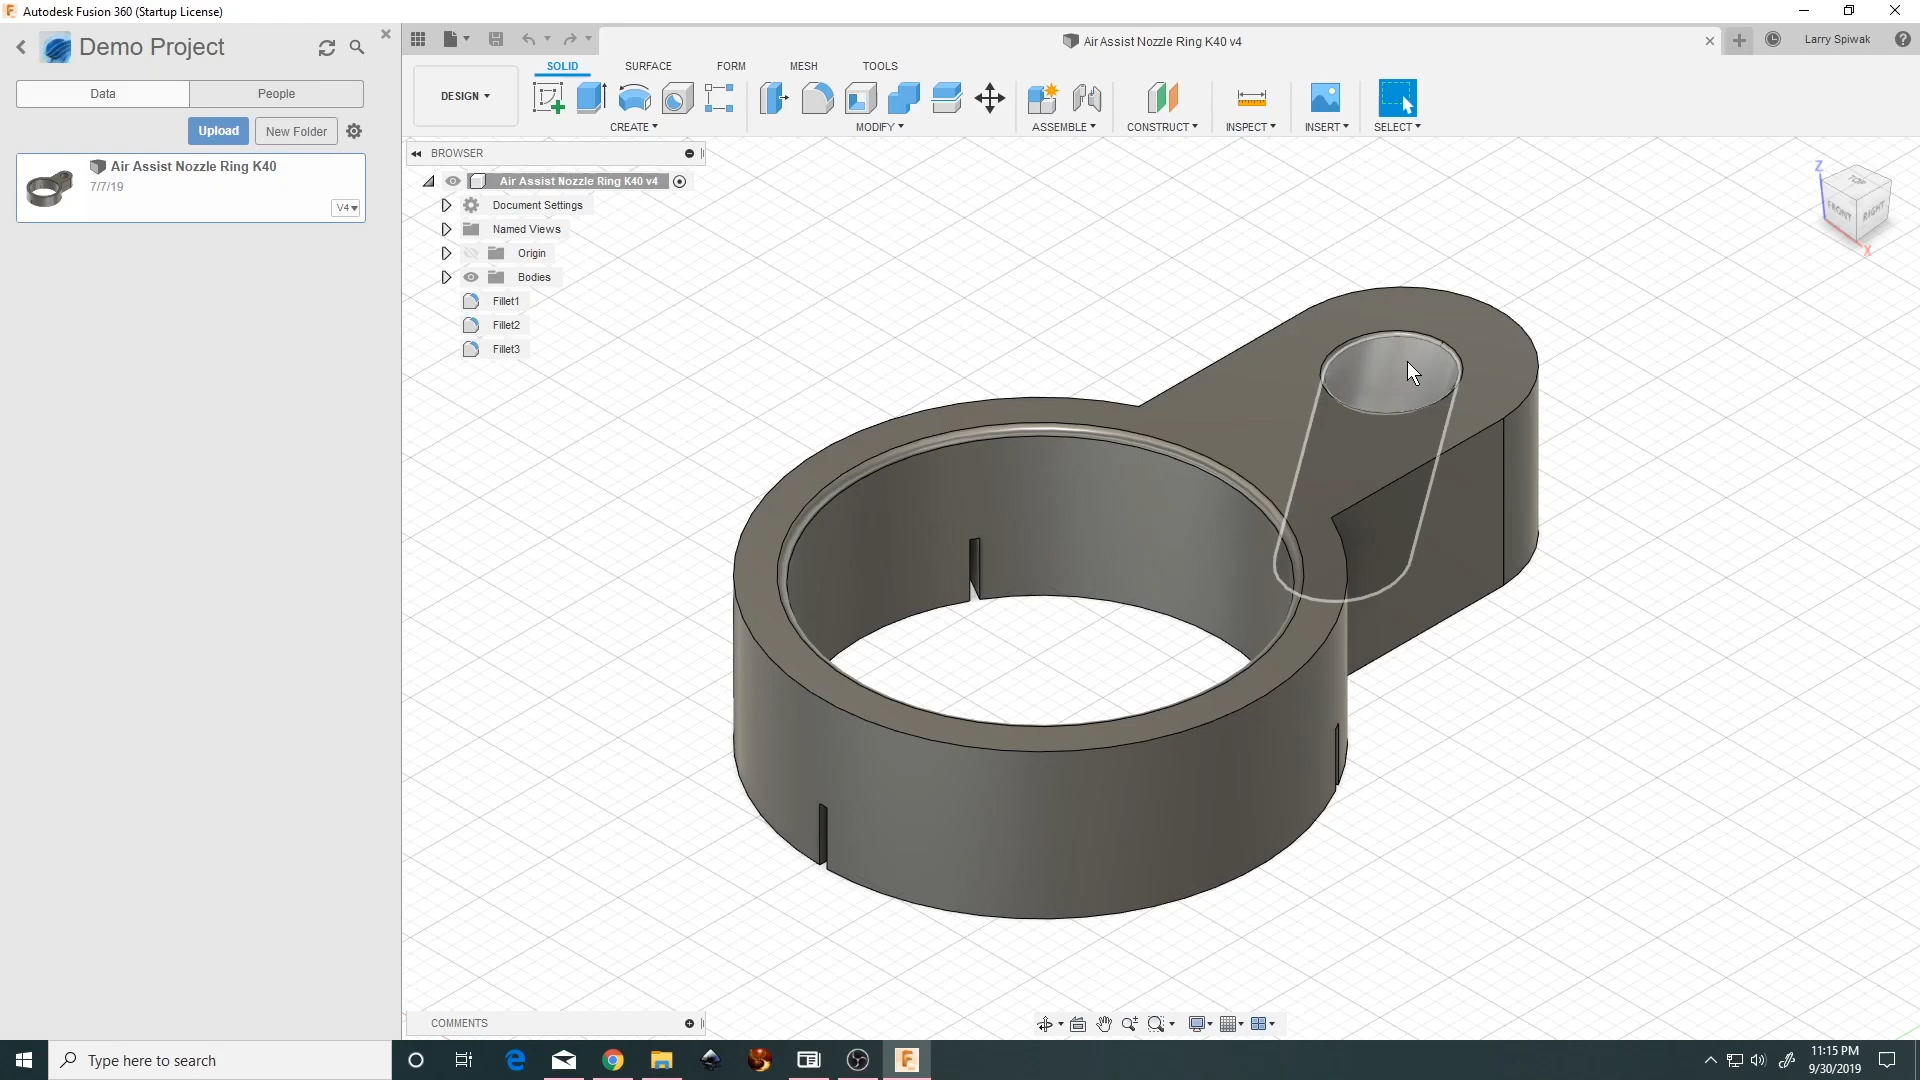 Autodesk Fusion 360 (Startup License)
Demo Project
Data
People
Upload
New Folder
Air Assist Nozzle Ring K40
7/7/19
V4
Air Assist Nozzle Ring K40 v4
Larry Spiwak
SOLID
SURFACE
FORM
MESH
TOOLS
DESIGN
CREATE
MODIFY
ASSEMBLE
CONSTRUCT
INSPECT
INSERT
SELECT
BROWSER
Air Assist Nozzle Ring K40 v4
Document Settings
Named Views
Origin
Bodies
Fillet1
Fillet2
Fillet3
Z
TOP
FRONT
RIGHT
X
COMMENTS
Type here to search
11:15 PM
9/30/2019